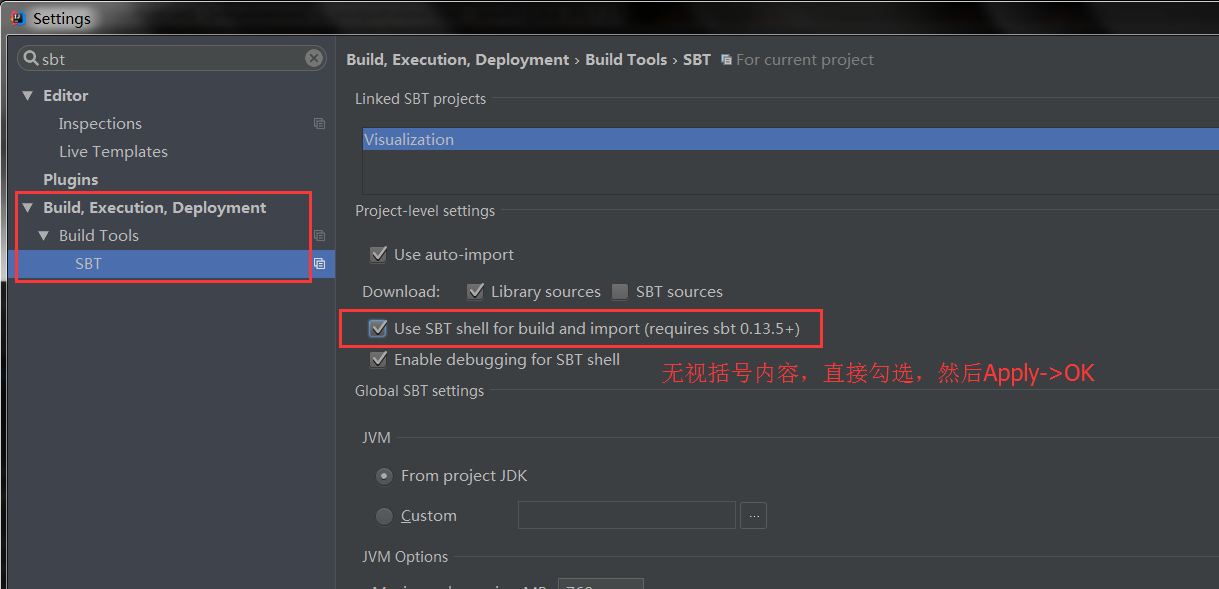 Settings
sbt
Editor
Inspections
Live Templates
Plugins
Build, Execution, Deployment
Build Tools
SBT
Build, Execution, Deployment › Build Tools › SBT For current project
Linked SBT projects
Visualization
Project-level settings
Use auto-import
Download: Library sources SBT sources
Use SBT shell for build and import (requires sbt 0.13.5+)
Enable debugging for SBT shell
无视括号内容，直接勾选，然后Apply->OK
Global SBT settings
JVM
From project JDK
Custom
...
JVM Options